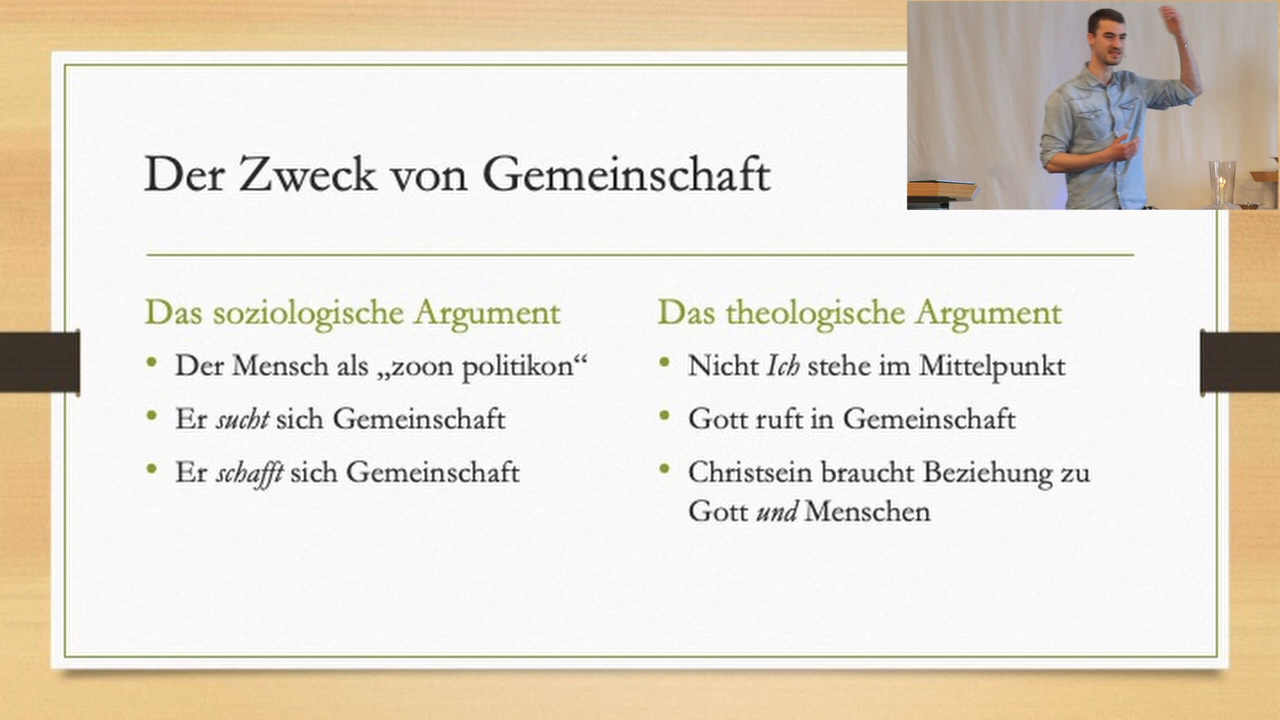 Der Zweck von Gemeinschaft
Das soziologische Argument
• Der Mensch als „zoon politikon“
• Er sucht sich Gemeinschaft
• Er schafft sich Gemeinschaft
Das theologische Argument
• Nicht Ich stehe im Mittelpunkt
• Gott ruft in Gemeinschaft
• Christsein braucht Beziehung zu
Gott und Menschen